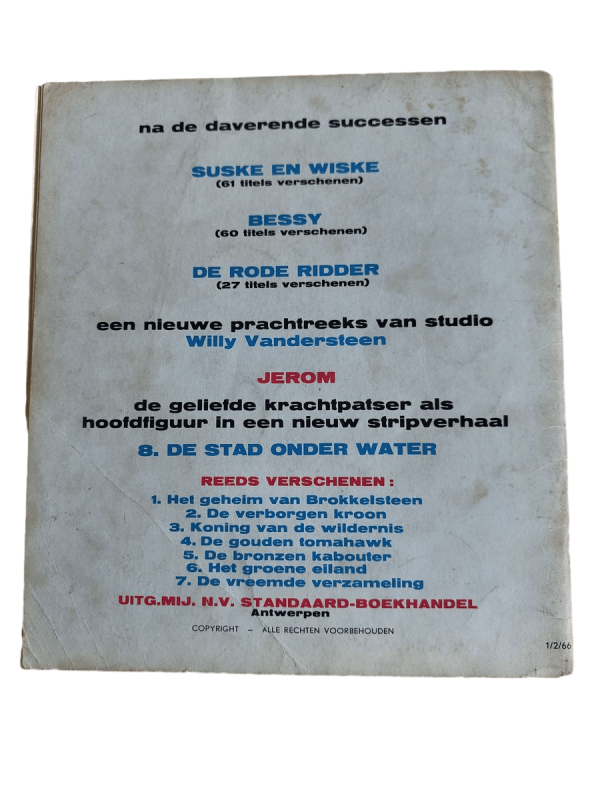 na de daverende successen
SUSKE EN WISKE
(61 titels verschenen)
BESSY
(60 titels verschenen)
DE RODE RIDDER
(27 titels verschenen)
een nieuwe prachtreeks van studio
Willy Vandersteen
JEROM
de geliefde krachtpatser als
hoofdfiguur in een nieuw stripverhaal
8. DE STAD ONDER WATER
REEDS VERSCHENEN :
1. Het geheim van Brokkelsteen
2. De verborgen kroon
3. Koning van de wildernis
4. De gouden tomahawk
5. De bronzen kabouter
6. Het groene eiland
7. De vreemde verzameling
UITG.MIJ. N.V. STANDAARD-BOEKHANDEL
Antwerpen
COPYRIGHT – ALLE RECHTEN VOORBEHOUDEN
1/2/66